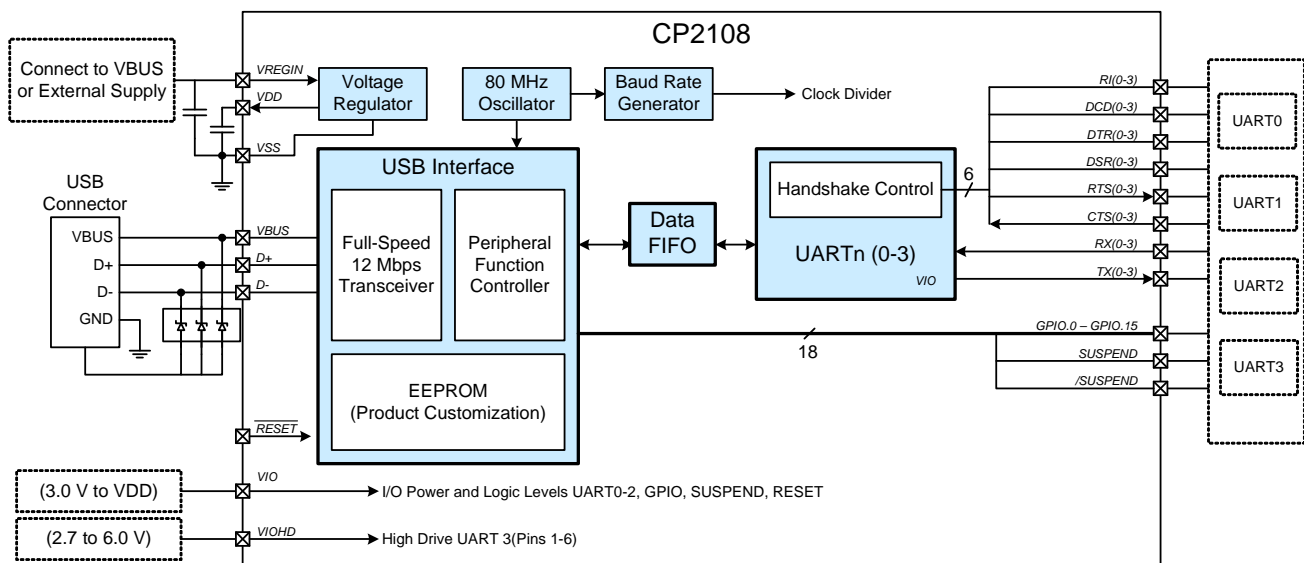 CP2108
Connect to VBUS
or External Supply
VREGIN
VDD
VSS
Voltage
Regulator
80 MHz
Oscillator
Baud Rate
Generator
Clock Divider
USB
Connector
VBUS
D+
D-
GND
VBUS
D+
D-
USB Interface
Full-Speed
12 Mbps
Transceiver
Peripheral
Function
Controller
EEPROM
(Product Customization)
RESET
Data
FIFO
Handshake Control
UARTn (0-3)
VIO
6
18
RI(0-3)
DCD(0-3)
DTR(0-3)
DSR(0-3)
RTS(0-3)
CTS(0-3)
RX(0-3)
TX(0-3)
GPIO.0 – GPIO.15
SUSPEND
/SUSPEND
UART0
UART1
UART2
UART3
(3.0 V to VDD)
VIO
I/O Power and Logic Levels UART0-2, GPIO, SUSPEND, RESET
(2.7 to 6.0 V)
VIOHD
High Drive UART 3(Pins 1-6)